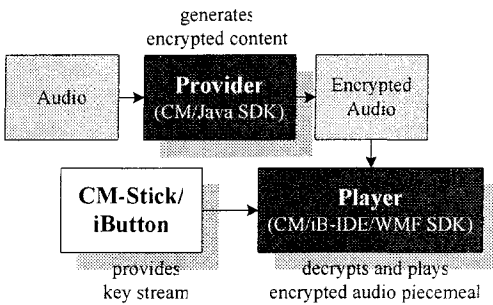 generates
encrypted content
Audio
Provider
(CM/Java SDK)
Encrypted
Audio
CM-Stick/
iButton
Player
(CM/iB-IDE/WMF SDK)
provides
key stream
decrypts and plays
encrypted audio piecemeal